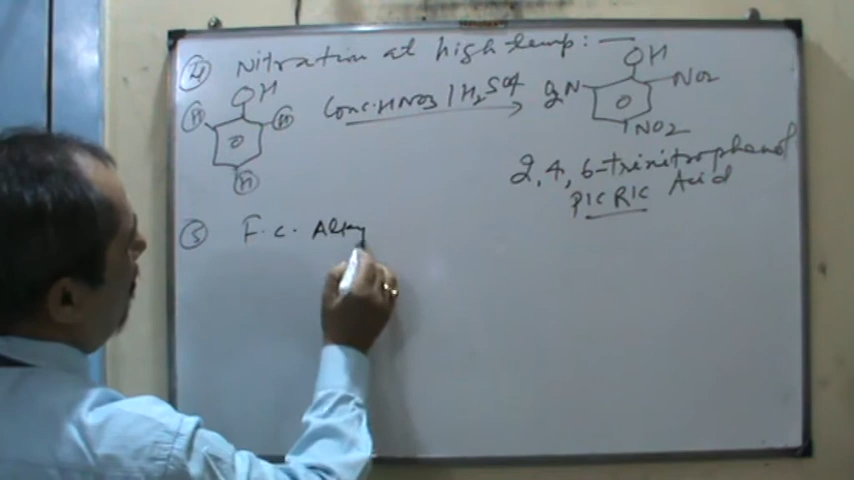 ④ Nitration at high temp: —
OH
H H H
Conc. HNO3 / H2SO4
OH
O2N NO2
NO2
2, 4, 6-trinitrophenol
PICRIC Acid
⑤ F. C. Alky